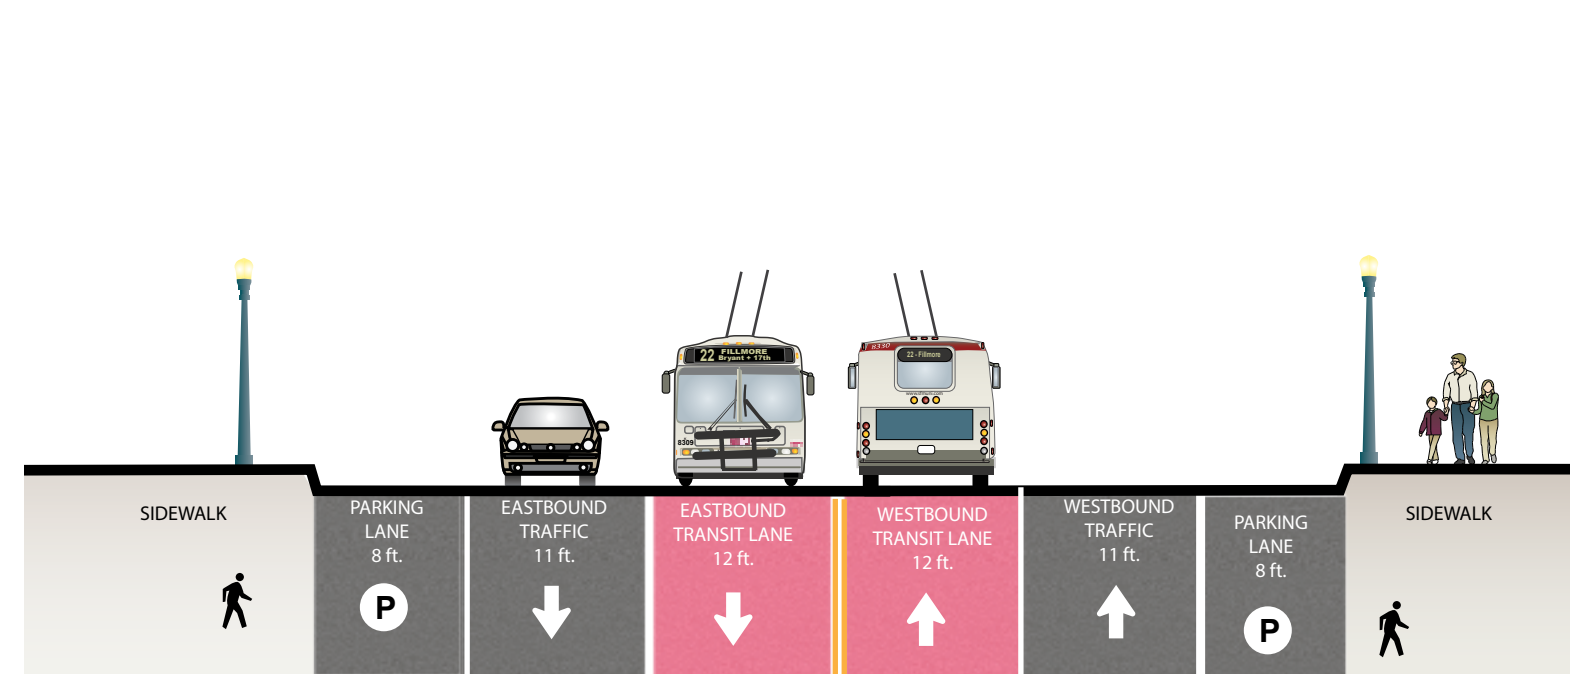 22 FILLMORE
Bryant + 17th
8309
8330
22 - Fillmore
SIDEWALK
PARKING
LANE
8 ft.
P
EASTBOUND
TRAFFIC
11 ft.
EASTBOUND
TRANSIT LANE
12 ft.
WESTBOUND
TRANSIT LANE
12 ft.
WESTBOUND
TRAFFIC
11 ft.
PARKING
LANE
8 ft.
P
SIDEWALK